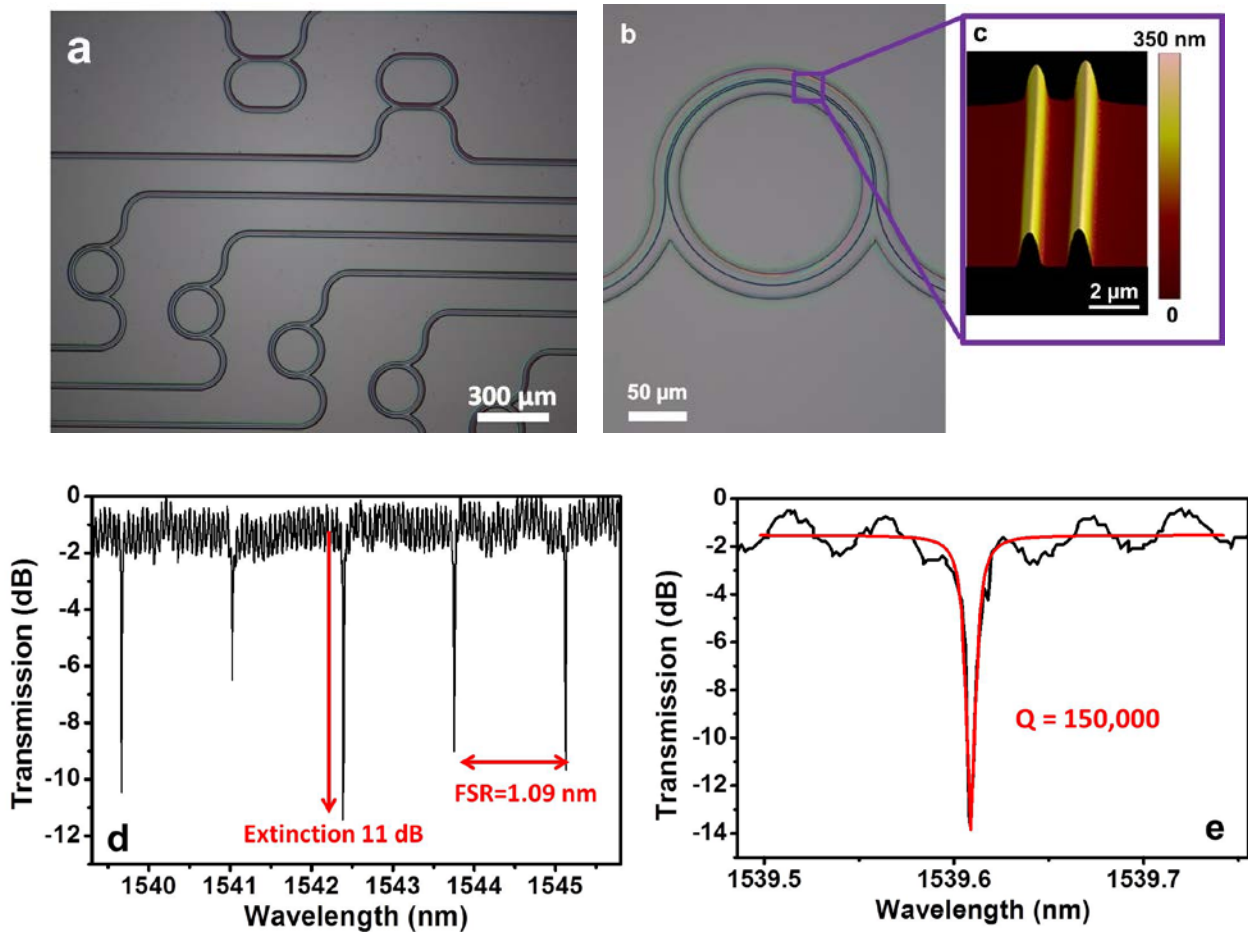 a
300 µm
b
50 µm
c
350 nm
2 µm
0
0
-2
-4
-6
-8
-10
-12
Transmission (dB)
Extinction 11 dB
FSR=1.09 nm
d
1540 1541 1542 1543 1544 1545
Wavelength (nm)
0
-2
-4
-6
-8
-10
-12
-14
Transmission (dB)
Q = 150,000
e
1539.5 1539.6 1539.7
Wavelength (nm)